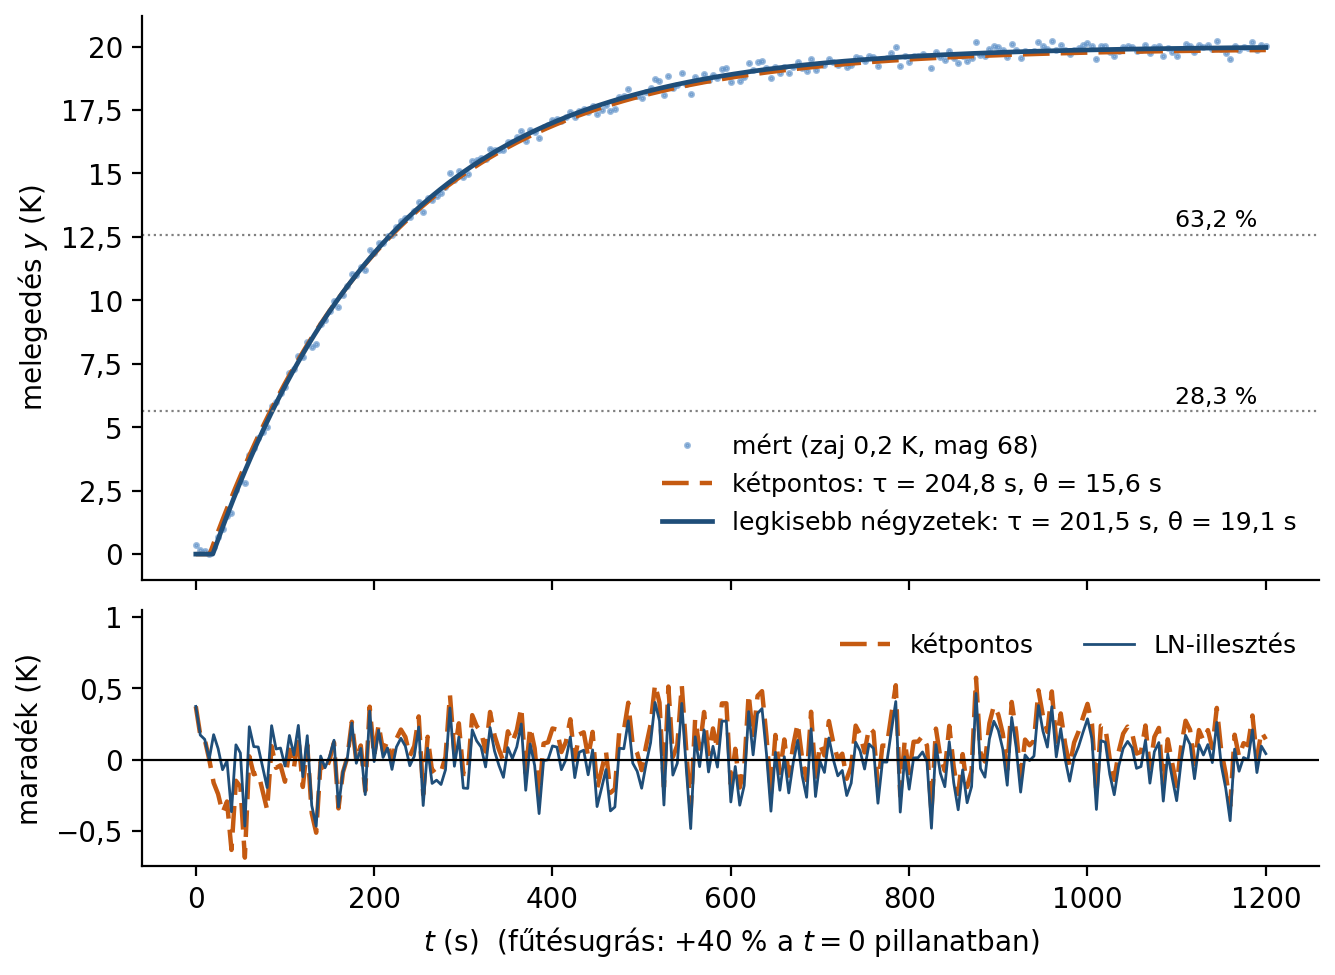 20
17,5
15
12,5
10
7,5
5
2,5
0
melegedés y (K)
63,2 %
28,3 %
mért (zaj 0,2 K, mag 68)
kétpontos: τ = 204,8 s, θ = 15,6 s
legkisebb négyzetek: τ = 201,5 s, θ = 19,1 s
1
0,5
0
−0,5
maradék (K)
kétpontos
LN-illesztés
0 200 400 600 800 1000 1200
t (s) (fűtésugrás: +40 % a t = 0 pillanatban)